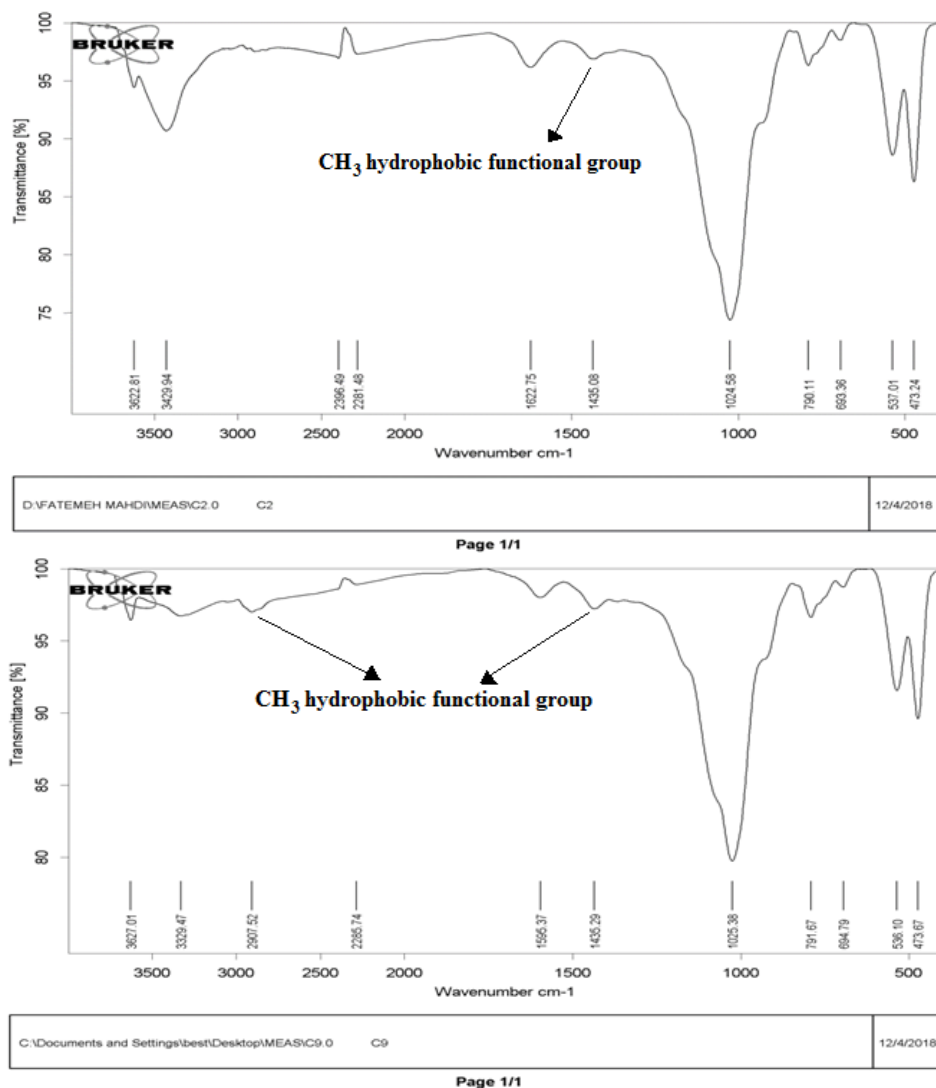 100
BRUKER
95
90
85
80
75
Transmittance [%]
CH3 hydrophobic functional group
3622.81
3429.94
2396.49
2281.48
1622.75
1435.08
1024.58
790.11
693.36
537.01
473.24
3500 3000 2500 2000 1500 1000 500
Wavenumber cm-1
D:\FATEMEH MAHDI\MEAS\C2.0 C2 12/4/2018
Page 1/1
100
BRUKER
95
90
85
80
Transmittance [%]
CH3 hydrophobic functional group
3627.01
3329.47
2907.52
2285.74
1595.37
1435.29
1025.38
791.67
694.79
536.10
473.67
3500 3000 2500 2000 1500 1000 500
Wavenumber cm-1
C:\Documents and Settings\best\Desktop\MEAS\C9.0 C9 12/4/2018
Page 1/1